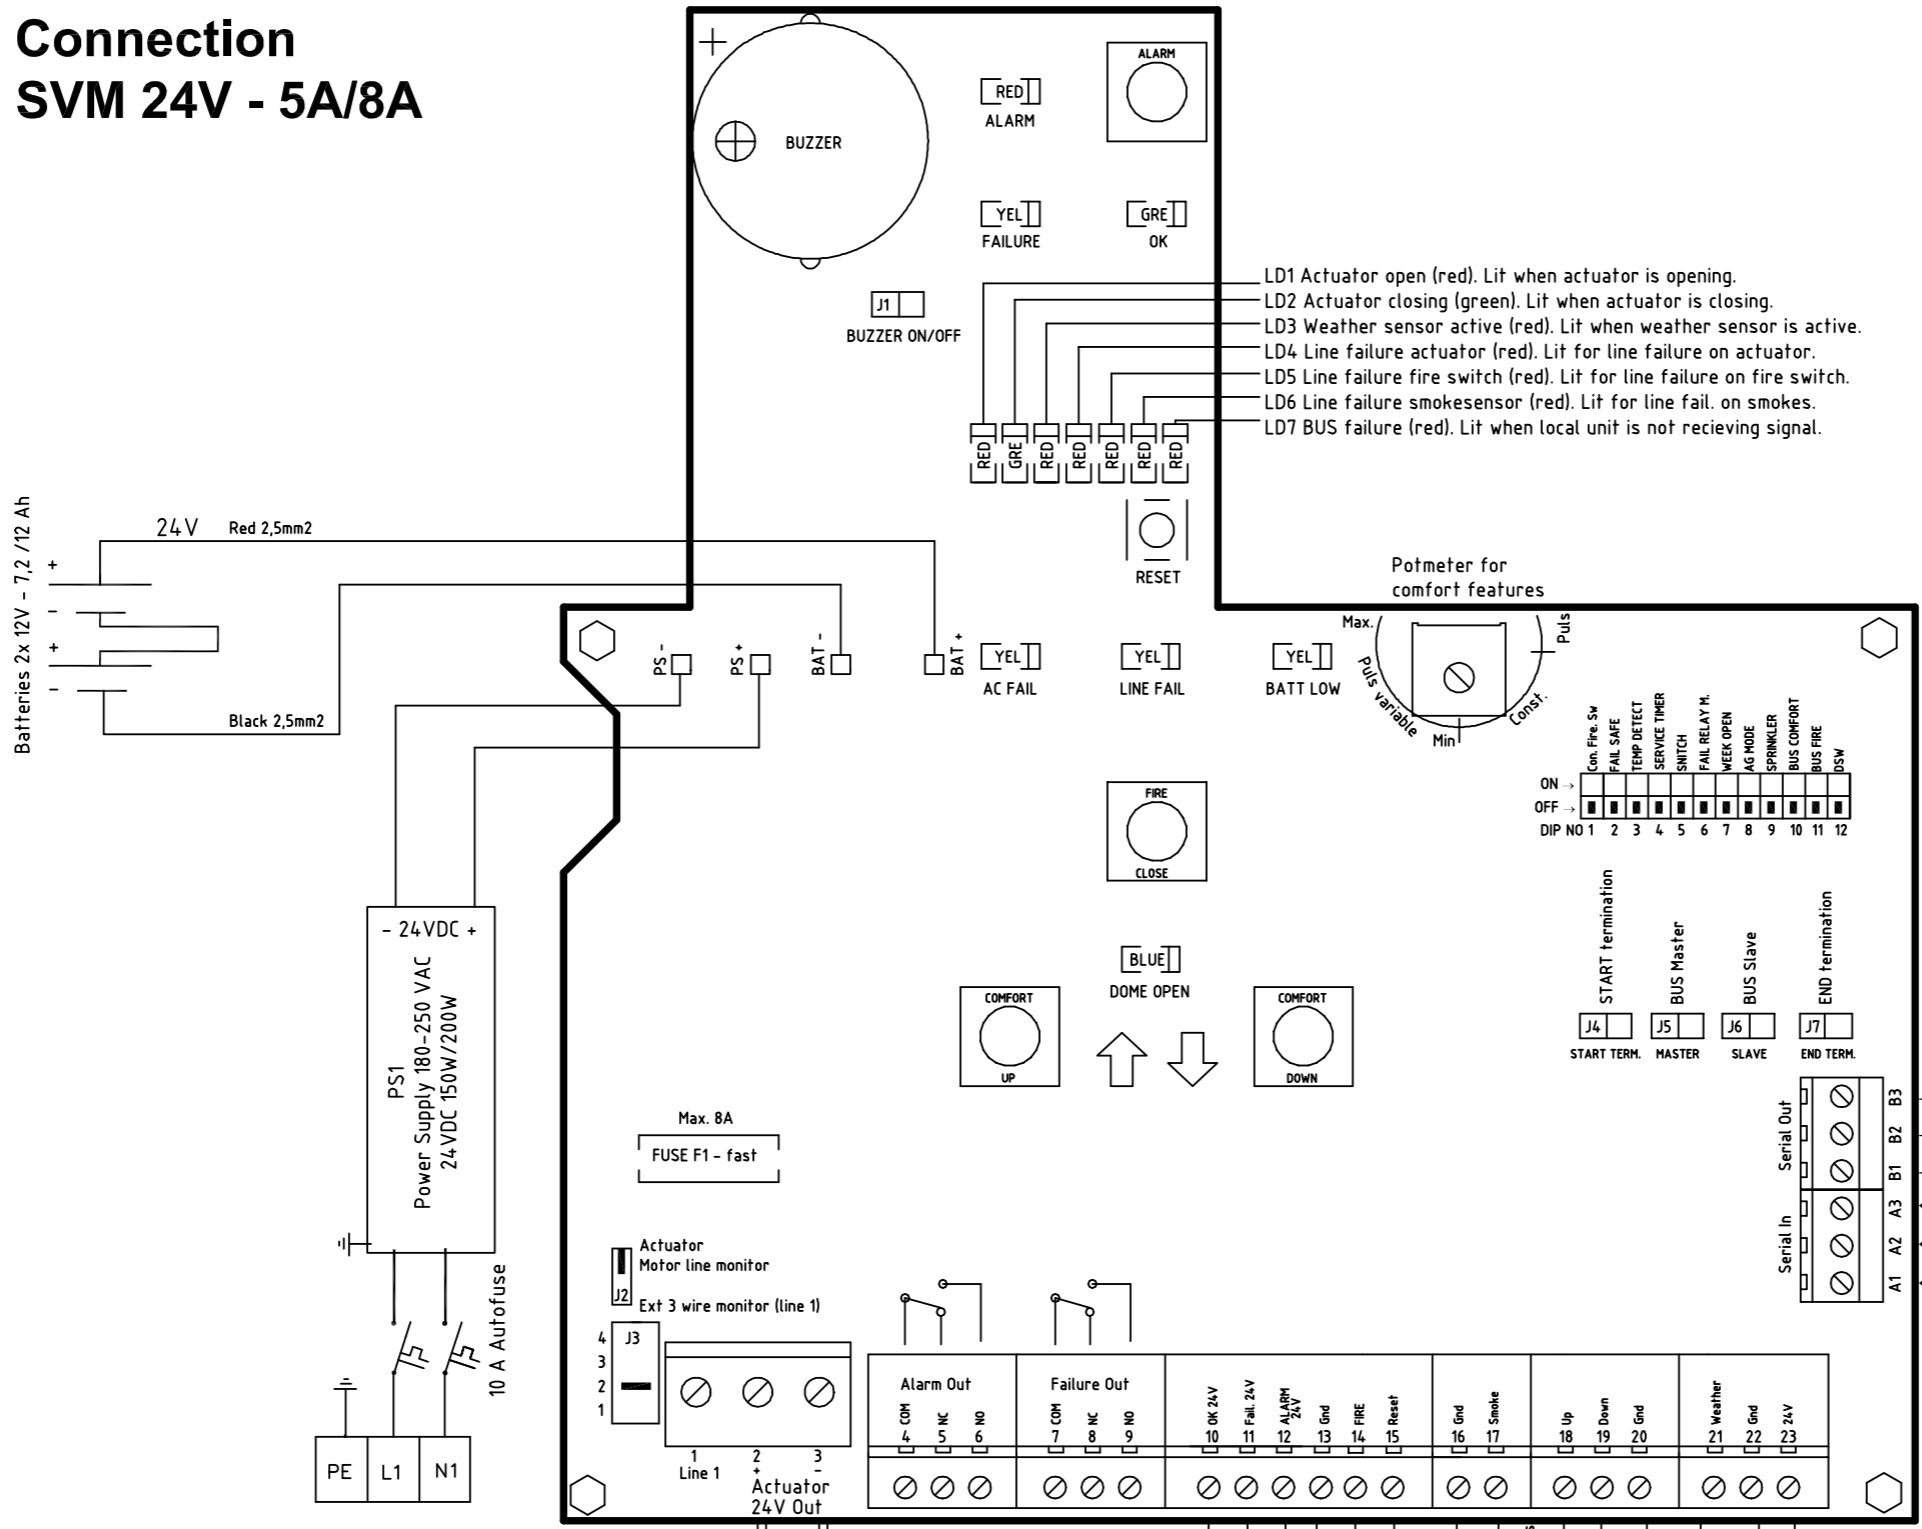 Connection
SVM 24V - 5A/8A
+
BUZZER
RED
ALARM
ALARM
YEL
FAILURE
GRE
OK
J1
BUZZER ON/OFF
LD1 Actuator open (red). Lit when actuator is opening.
LD2 Actuator closing (green). Lit when actuator is closing.
LD3 Weather sensor active (red). Lit when weather sensor is active.
LD4 Line failure actuator (red). Lit for line failure on actuator.
LD5 Line failure fire switch (red). Lit for line failure on fire switch.
LD6 Line failure smokesensor (red). Lit for line fail. on smokes.
LD7 BUS failure (red). Lit when local unit is not recieving signal.
RED GRE RED RED RED RED RED
RESET
Batteries 2x 12V - 7,2 /12 Ah
24V Red 2,5mm2
+
-
+
-
Black 2,5mm2
PS -
PS +
BAT -
BAT +
YEL
AC FAIL
YEL
LINE FAIL
YEL
BATT LOW
Potmeter for
comfort features
Max.
Puls
Puls variable
Const.
Min
Con. Fire. Sw
FAIL SAFE
TEMP DETECT
SERVICE TIMER
SNITCH
FAIL RELAY M.
WEEK OPEN
AG MODE
SPRINKLER
BUS COMFORT
BUS FIRE
DSW
ON →
OFF →
DIP NO 1 2 3 4 5 6 7 8 9 10 11 12
FIRE
CLOSE
BLUE
DOME OPEN
COMFORT
UP
COMFORT
DOWN
START termination
BUS Master
BUS Slave
END termination
J4
J5
J6
J7
START TERM.
MASTER
SLAVE
END TERM.
Serial Out
B3
B2
B1
Serial In
A3
A2
A1
- 24VDC +
PS1
Power Supply 180-250 VAC
24VDC 150W/200W
10 A Autofuse
PE
L1
N1
Max. 8A
FUSE F1 - fast
Actuator
Motor line monitor
J2
Ext 3 wire monitor (line 1)
J3
4
3
2
1
1 2 3
Line 1 + -
Actuator
24V Out
Alarm Out
COM NC NO
4 5 6
Failure Out
COM NC NO
7 8 9
OK 24V
Fail. 24V
ALARM
24V
Gnd
FIRE
Reset
10 11 12 13 14 15
Gnd
Smoke
16 17
Up
Down
Gnd
18 19 20
Weather
Gnd
24V
21 22 23